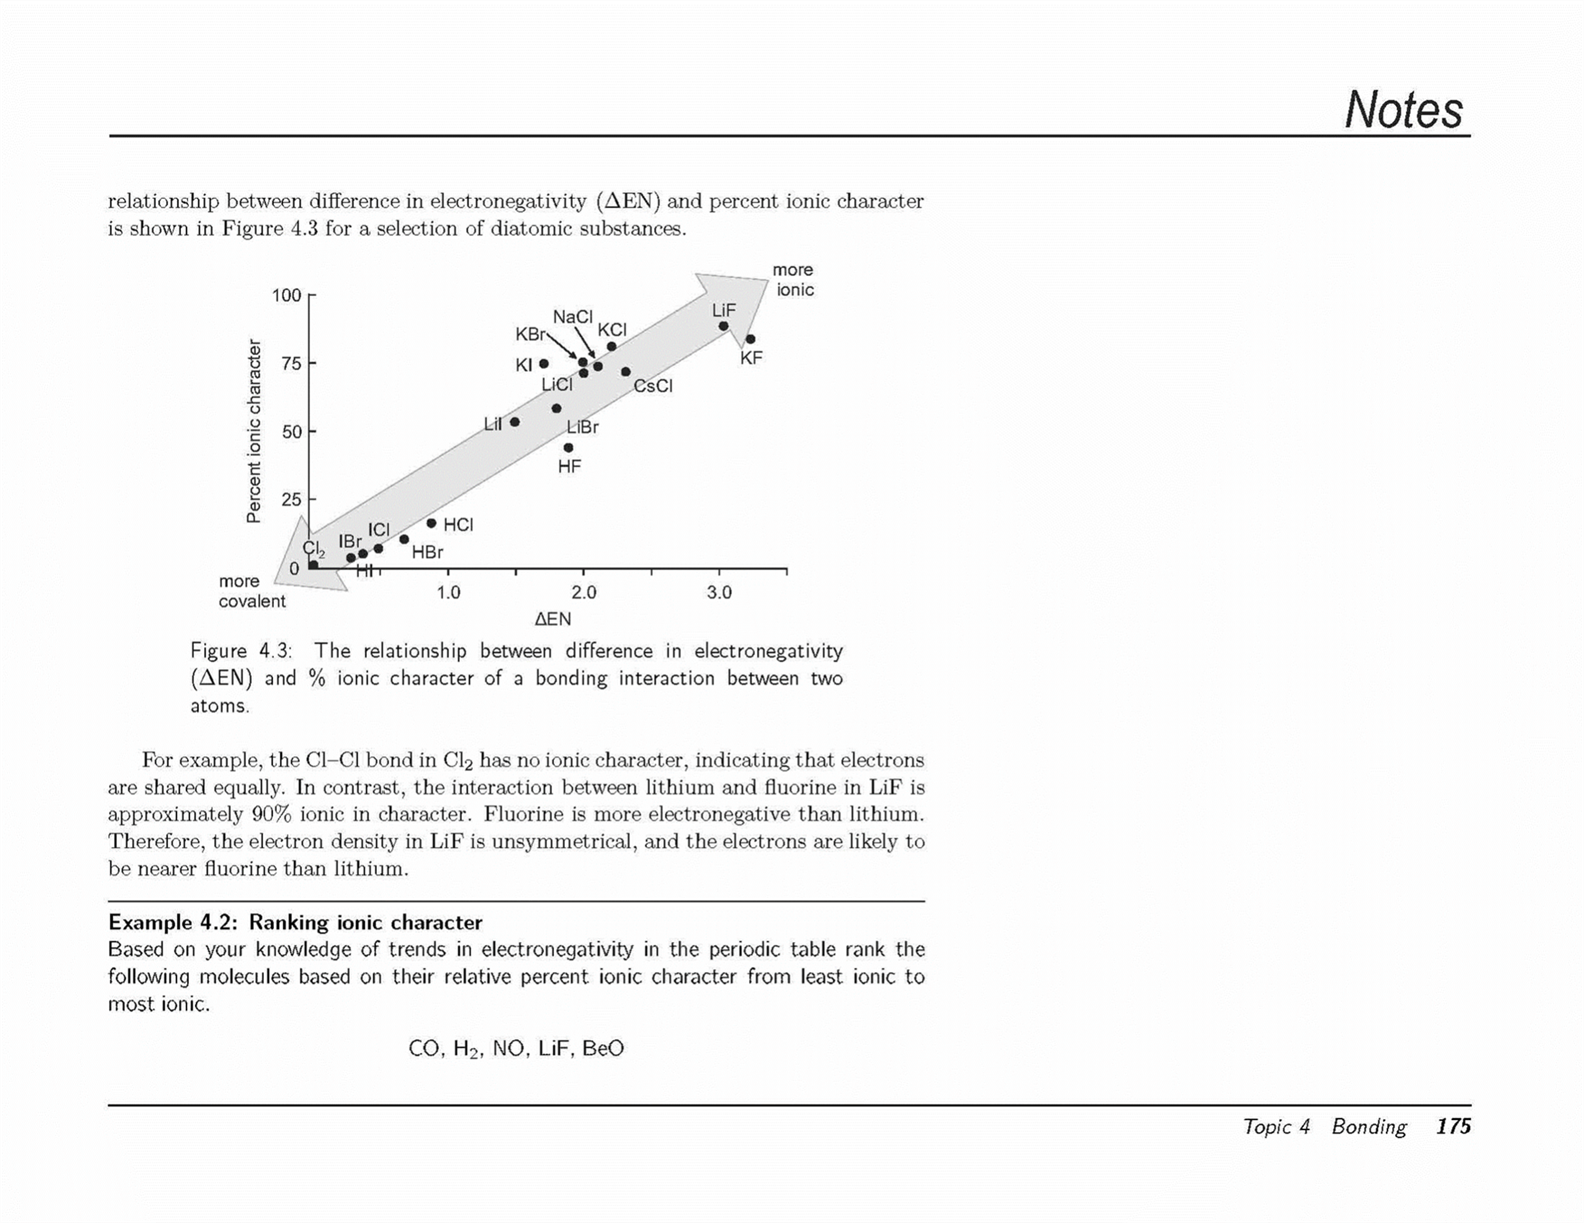 Notes
relationship between difference in electronegativity (ΔEN) and percent ionic character
is shown in Figure 4.3 for a selection of diatomic substances.
more
ionic
100
75
50
25
0
Percent ionic character
LiF
KF
NaCl
KBr
KCl
KI
LiCl
CsCl
LiI
LiBr
HF
HCl
ICl
IBr
HBr
Cl₂
HI
more
covalent
1.0
2.0
3.0
ΔEN
Figure 4.3: The relationship between difference in electronegativity
(ΔEN) and % ionic character of a bonding interaction between two
atoms.
For example, the Cl–Cl bond in Cl₂ has no ionic character, indicating that electrons
are shared equally. In contrast, the interaction between lithium and fluorine in LiF is
approximately 90% ionic in character. Fluorine is more electronegative than lithium.
Therefore, the electron density in LiF is unsymmetrical, and the electrons are likely to
be nearer fluorine than lithium.
Example 4.2: Ranking ionic character
Based on your knowledge of trends in electronegativity in the periodic table rank the
following molecules based on their relative percent ionic character from least ionic to
most ionic.
CO, H₂, NO, LiF, BeO
Topic 4 Bonding 175